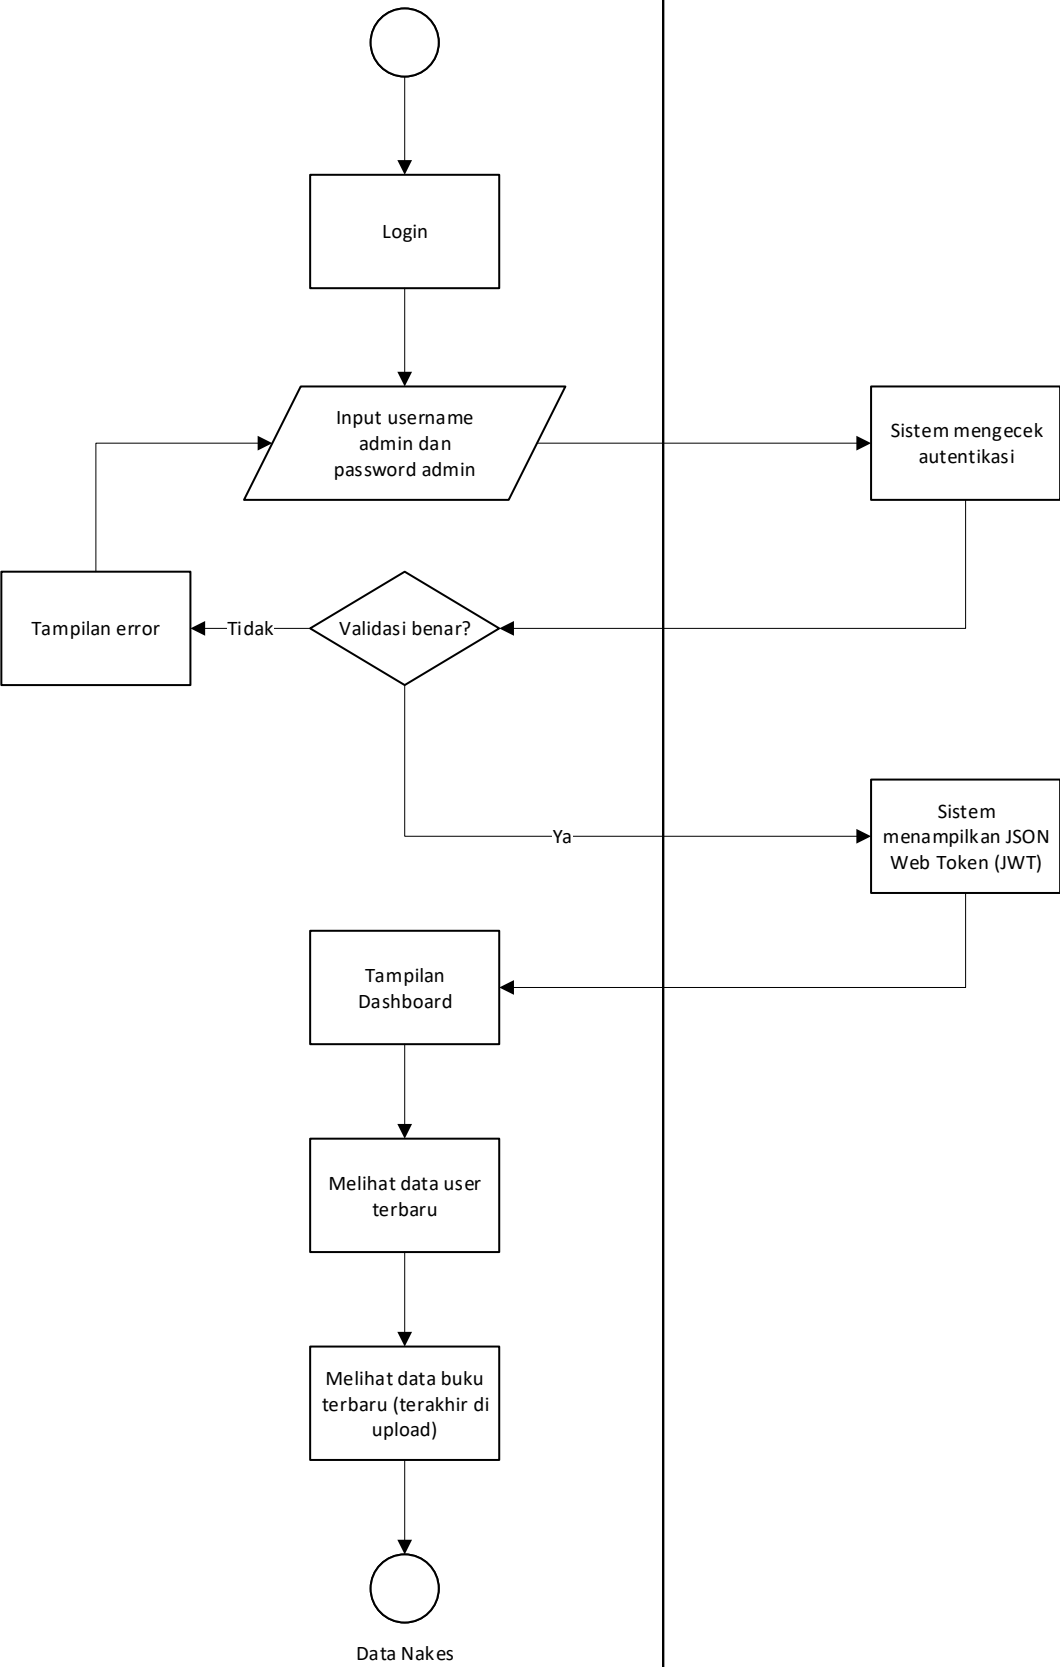 Login
Input username
admin dan
password admin
Sistem mengecek
autentikasi
Tampilan error
Tidak
Validasi benar?
Ya
Sistem
menampilkan JSON
Web Token (JWT)
Tampilan
Dashboard
Melihat data user
terbaru
Melihat data buku
terbaru (terakhir di
upload)
Data Nakes